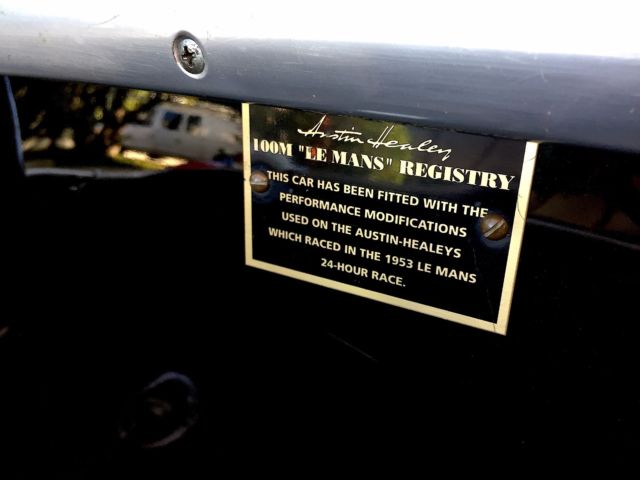 Austin Healey
100M "LE MANS" REGISTRY
THIS CAR HAS BEEN FITTED WITH THE
PERFORMANCE MODIFICATIONS
USED ON THE AUSTIN-HEALEYS
WHICH RACED IN THE 1953 LE MANS
24-HOUR RACE.